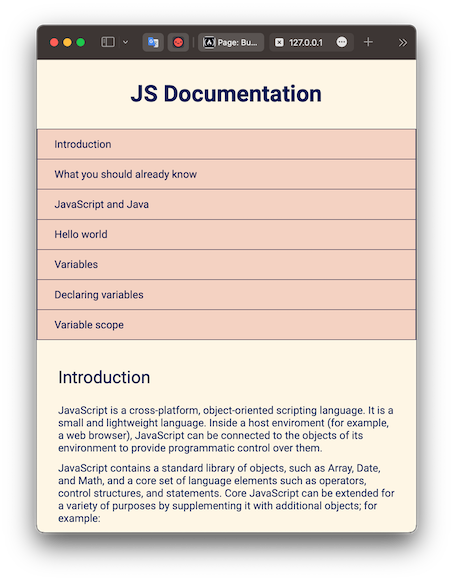 Page: Bu...
127.0.0.1
JS Documentation
Introduction
What you should already know
JavaScript and Java
Hello world
Variables
Declaring variables
Variable scope
Introduction
JavaScript is a cross-platform, object-oriented scripting language. It is a
small and lightweight language. Inside a host enviroment (for example,
a web browser), JavaScript can be connected to the objects of its
environment to provide programmatic control over them.
JavaScript contains a standard library of objects, such as Array, Date,
and Math, and a core set of language elements such as operators,
control structures, and statements. Core JavaScript can be extended for
a variety of purposes by supplementing it with additional objects; for
example: